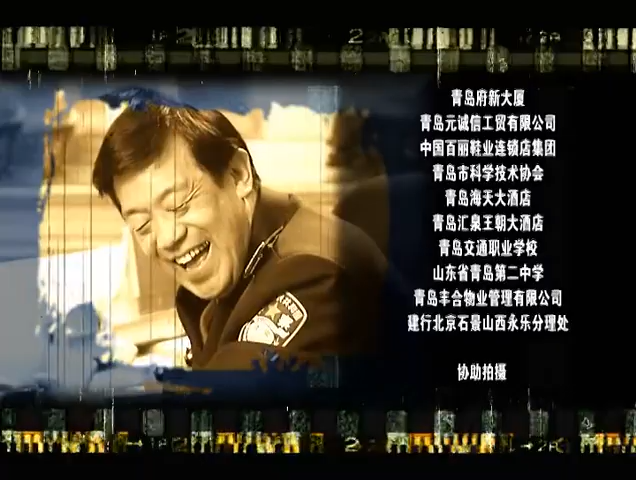 青岛府新大厦
青岛元诚信工贸有限公司
中国百丽鞋业连锁店集团
青岛市科学技术协会
青岛海天大酒店
青岛汇泉王朝大酒店
青岛交通职业学校
山东省青岛第二中学
青岛丰合物业管理有限公司
建行北京石景山西永乐分理处
协助拍摄